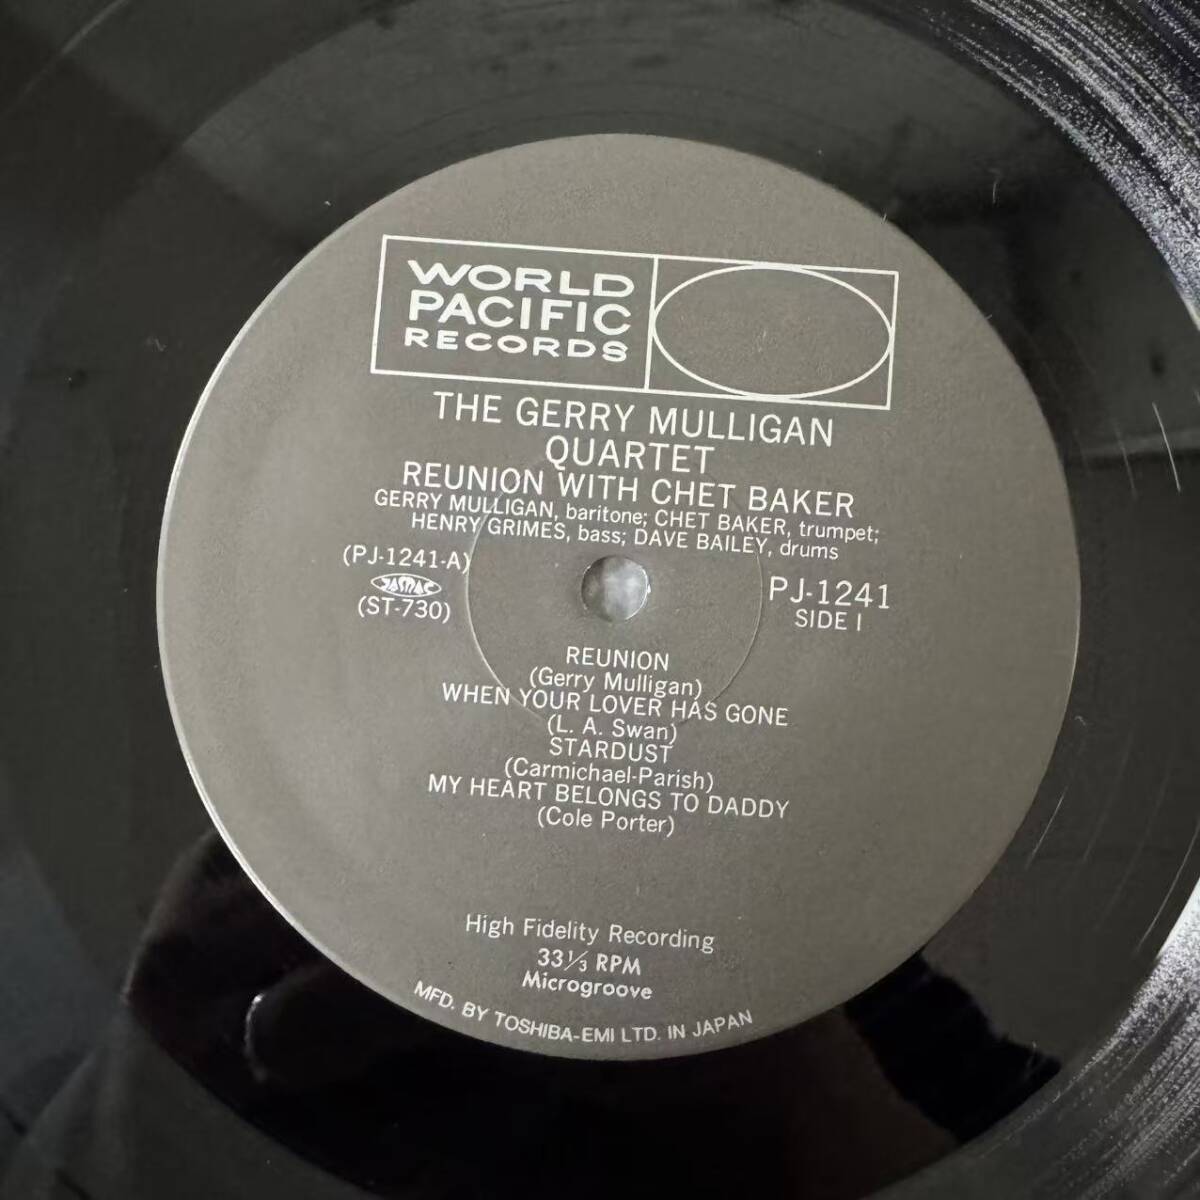 WORLD
PACIFIC
RECORDS
THE GERRY MULLIGAN
QUARTET
REUNION WITH CHET BAKER
GERRY MULLIGAN, baritone; CHET BAKER, trumpet;
HENRY GRIMES, bass; DAVE BAILEY, drums
(PJ-1241-A)
JASRAC
(ST-730)
PJ-1241
SIDE I
REUNION
(Gerry Mulligan)
WHEN YOUR LOVER HAS GONE
(L. A. Swan)
STARDUST
(Carmichael-Parish)
MY HEART BELONGS TO DADDY
(Cole Porter)
High Fidelity Recording
33⅓ RPM
Microgroove
MFD. BY TOSHIBA-EMI LTD. IN JAPAN